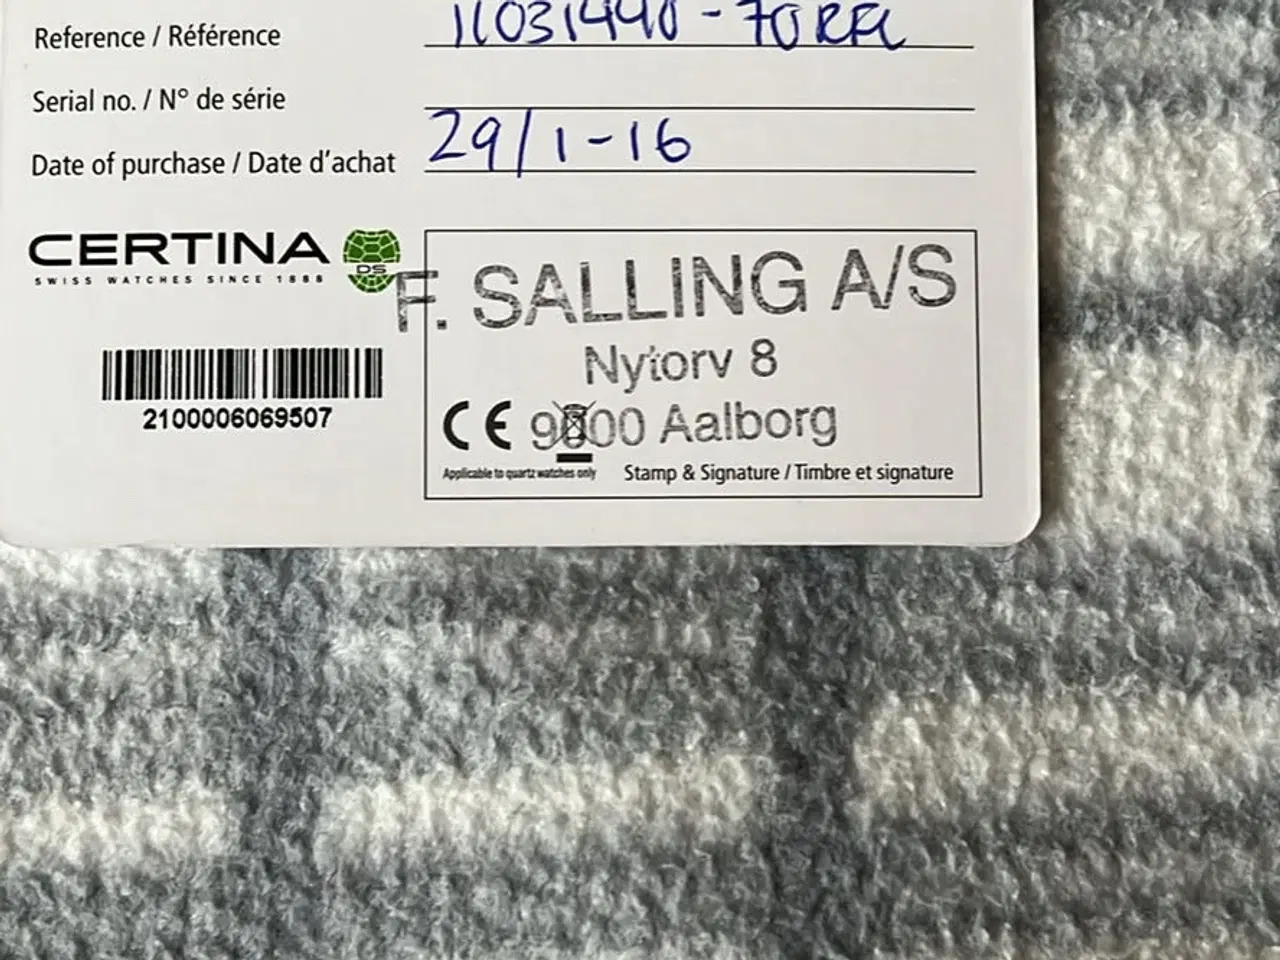 Reference / Référence
Serial no. / N° de série
Date of purchase / Date d'achat 29/1-16
CERTINA DS
SWISS WATCHES SINCE 1888
F. SALLING A/S
Nytorv 8
CE 9000 Aalborg
2100006069507
Applicable to quartz watches only Stamp & Signature / Timbre et signature